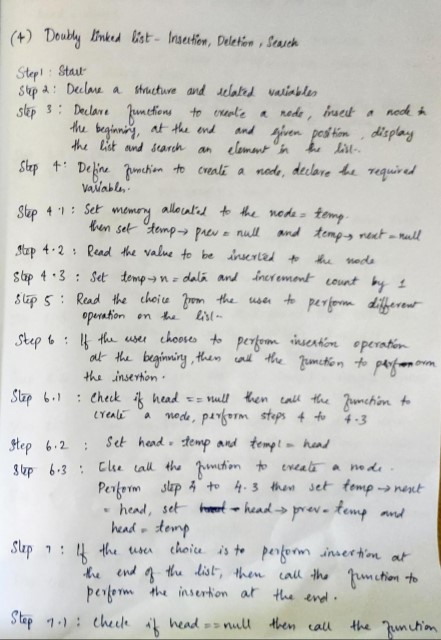 (4) Doubly linked list - Insertion, Deletion, Search
Step1 : Start
Step 2 : Declare a structure and related variables
Step 3 : Declare functions to create a node, insert a node in
the beginning, at the end and given position, display
the list and search an element in the list.
Step 4 : Define function to create a node, declare the required
variables.
Step 4.1 : Set memory allocated to the node = temp.
then set temp→prev = null and temp→next = null
Step 4.2 : Read the value to be inserted to the node
Step 4.3 : Set temp→n = data and increment count by 1
Step 5 : Read the choice from the user to perform different
operation on the list.
Step 6 : If the user chooses to perform insertion operation
at the beginning, then call the function to perform
the insertion.
Step 6.1 : Check if head == null then call the function to
create a node, perform steps 4 to 4.3
Step 6.2 : Set head = temp and temp1 = head
Step 6.3 : Else call the function to create a node.
Perform step 4 to 4.3 then set temp→next
= head, set head→prev = temp and
head = temp
Step 7 : If the user choice is to perform insertion at
the end of the list, then call the function to
perform the insertion at the end.
Step 7.1 : Check if head == null then call the function